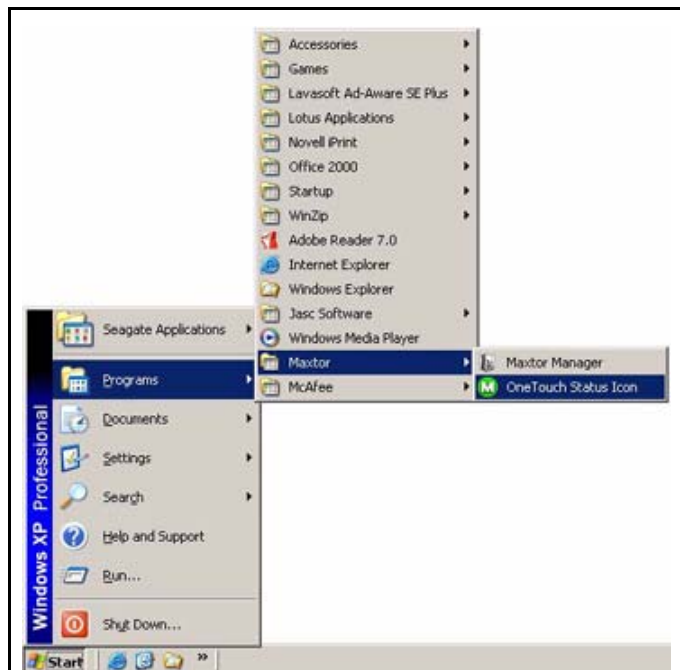 Accessories
Games
Lavasoft Ad-Aware SE Plus
Lotus Applications
Novell iPrint
Office 2000
Startup
WinZip
Adobe Reader 7.0
Internet Explorer
Windows Explorer
Jasc Software
Windows Media Player
Maxtor
McAfee
Maxtor Manager
OneTouch Status Icon
Seagate Applications
Programs
Documents
Settings
Search
Help and Support
Run...
Shut Down...
Windows XP Professional
Start
»